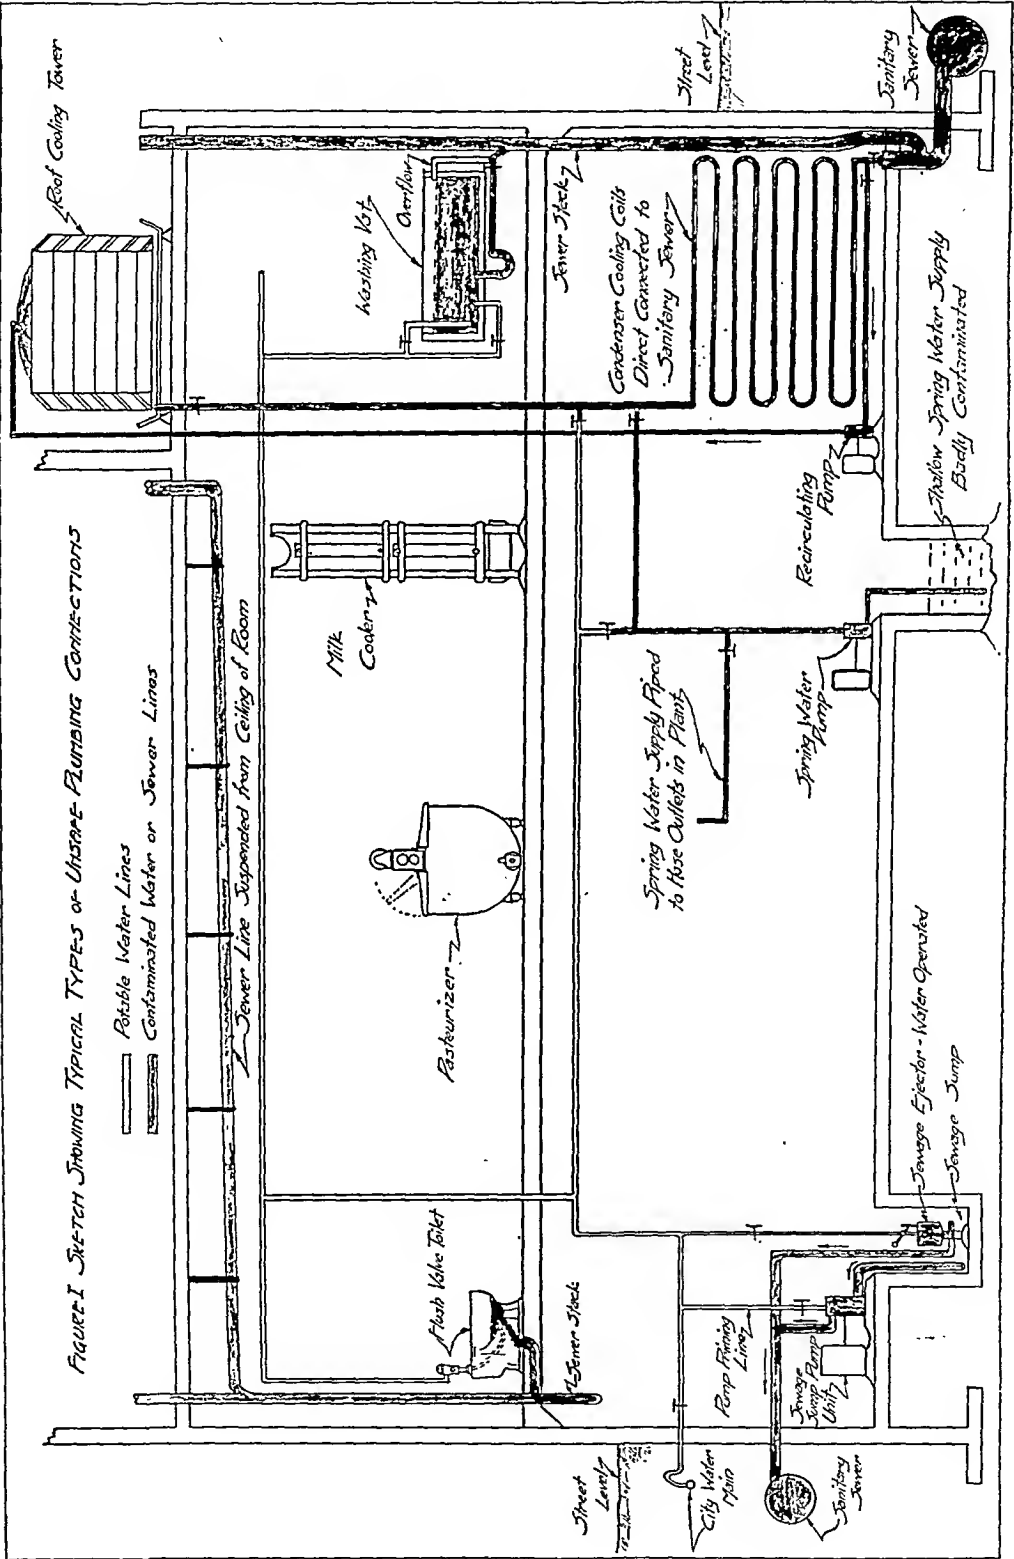 FIGURE I SKETCH SHOWING TYPICAL TYPES OF UNSAFE PLUMBING CONNECTIONS
Potable Water Lines
Contaminated Water or Sewer Lines
Roof Cooling Tower
Sewer Line Suspended from Ceiling of Room
Flush Valve Toilet
Sewer Stack
Pasteurizer
Milk
Cooler
Washing Vat
Overflow
Sewer Stack
Street
Level
Street
Level
City Water
Main
Pump Priming
Line
Sewage
Sump Pump
Unit
Sanitary
Sewer
Sewage Ejector - Water Operated
Sewage Sump
Spring Water Supply Piped
to Hose Outlets in Plant
Spring Water
Pump
Recirculating
Pump
Condenser Cooling Coils
Direct Connected to
Sanitary Sewer
Shallow Spring Water Supply
Badly Contaminated
Sanitary
Sewer